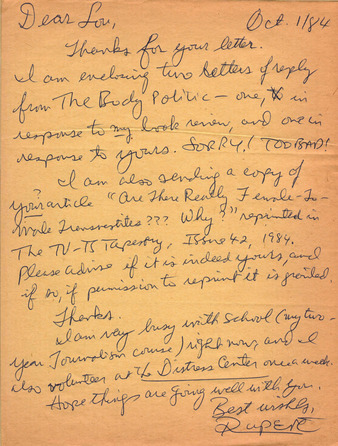 Dear Lou, Oct. 1/84
Thanks for your letter.
I am enclosing two letters of reply
from The Body Politic - one, in
response to my book review, and one in
response to yours. SORRY! TOO BAD!
I am also sending a copy of
your? article "Are There Really Female-To-
Male Transvestites??? Why?" reprinted in
The TV-TS Tapestry, Issue 42, 1984.
Please advise if it is indeed yours, and
if so, if permission to reprint it is granted.
Thanks.
I am very busy with school (my two-
year Journalism course) right now, and I
also volunteer at the Distress Center once a week.
Hope things are going well with you.
Best wishes,
RUPERT